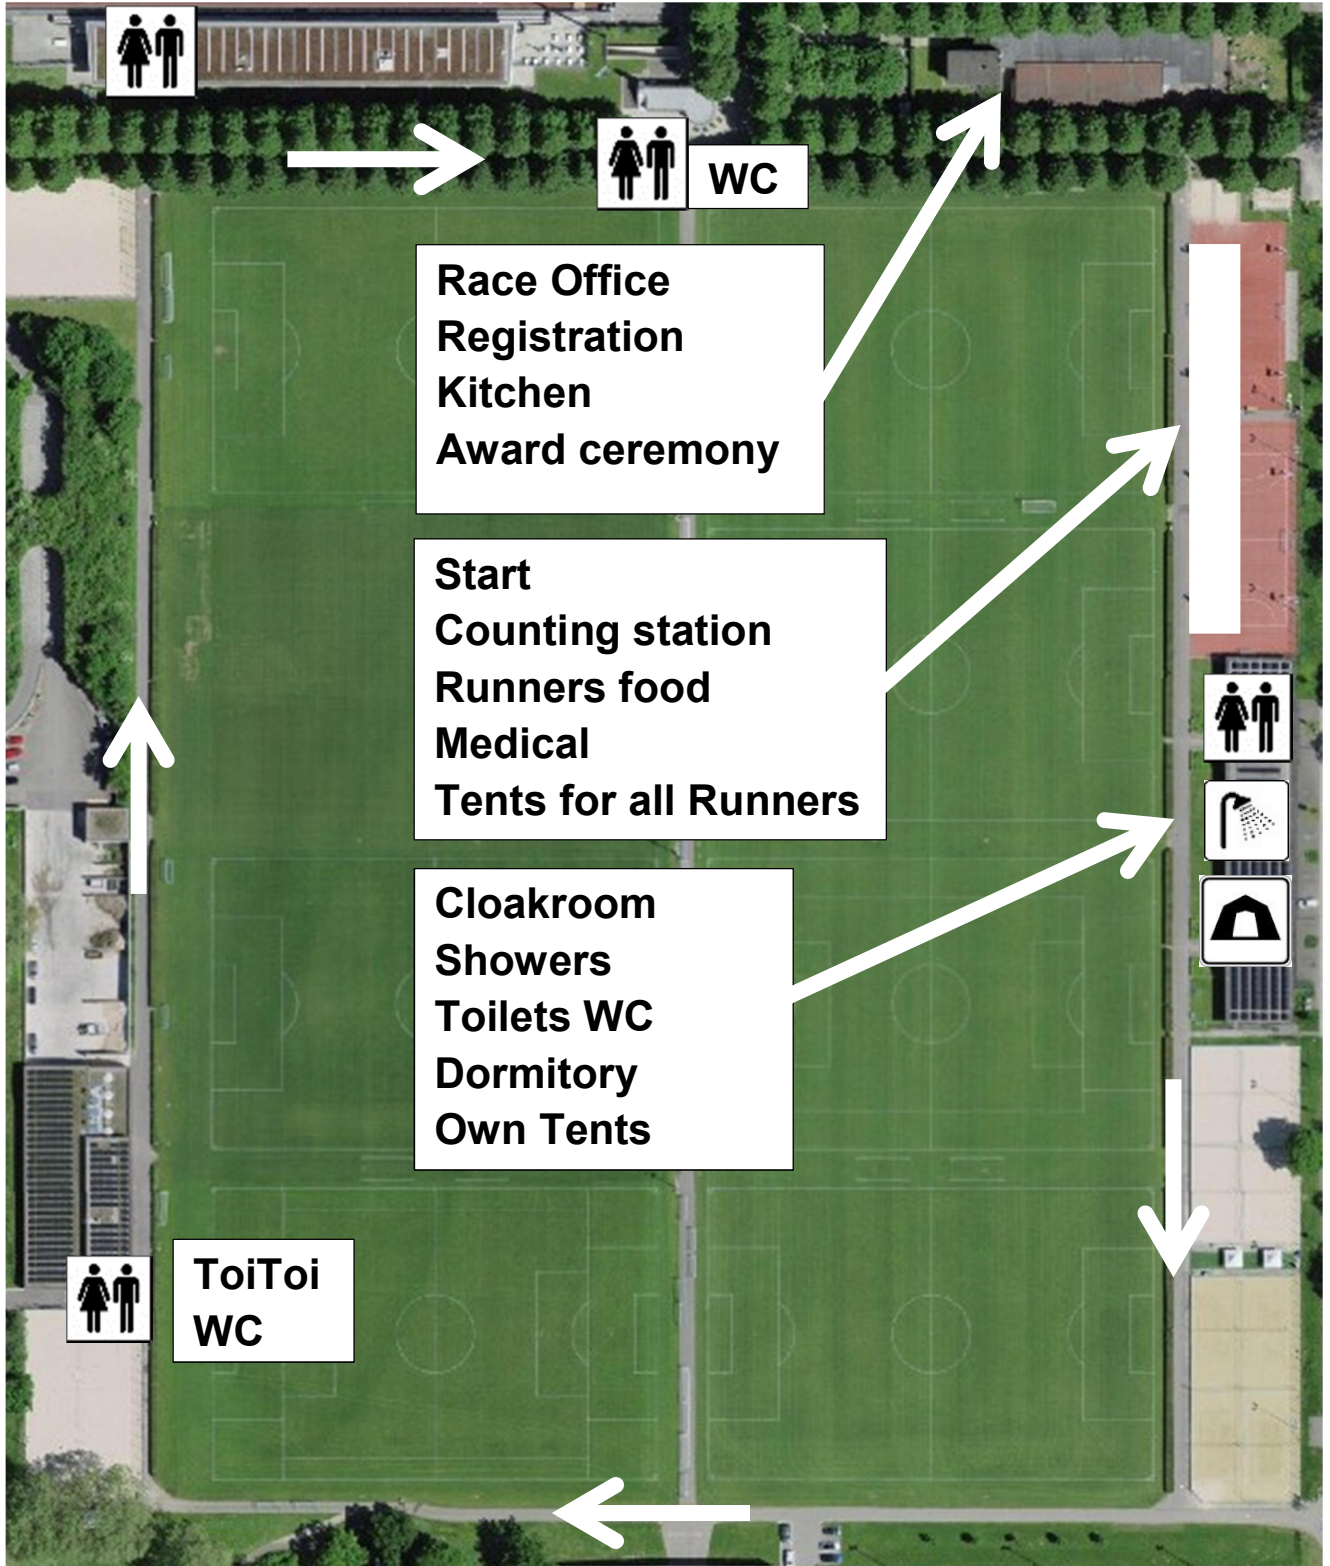 WC
Race Office
Registration
Kitchen
Award ceremony
Start
Counting station
Runners food
Medical
Tents for all Runners
Cloakroom
Showers
Toilets WC
Dormitory
Own Tents
ToiToi
WC